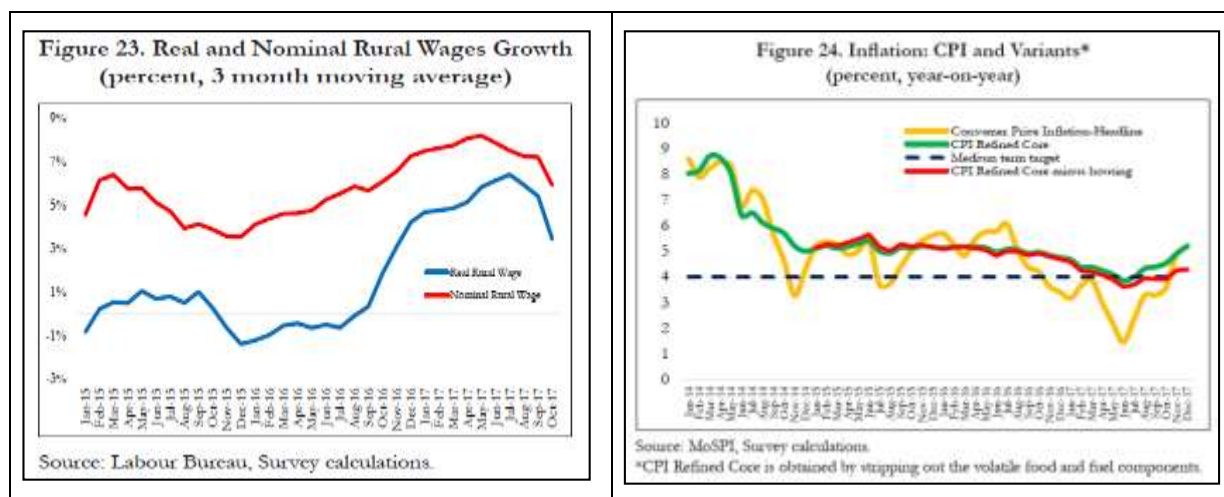 Figure 23. Real and Nominal Rural Wages Growth
(percent, 3 month moving average)
9%
7%
5%
3%
1%
-1%
-3%
Real Rural Wage
Nominal Rural Wage
Jan-15
Feb-15
Mar-15
Apr-15
May-15
Jun-15
Jul-15
Aug-15
Sep-15
Oct-15
Nov-15
Dec-15
Jan-16
Feb-16
Mar-16
Apr-16
May-16
Jun-16
Jul-16
Aug-16
Sep-16
Oct-16
Nov-16
Dec-16
Jan-17
Feb-17
Mar-17
Apr-17
May-17
Jun-17
Jul-17
Aug-17
Sep-17
Oct-17
Source: Labour Bureau, Survey calculations.
Figure 24. Inflation: CPI and Variants*
(percent, year-on-year)
10
9
8
7
6
5
4
3
2
1
0
Consumer Price Inflation-Headline
CPI Refined Core
Medium term target
CPI Refined Core minus housing
Source: MoSPI, Survey calculations.
*CPI Refined Core is obtained by stripping out the volatile food and fuel components.